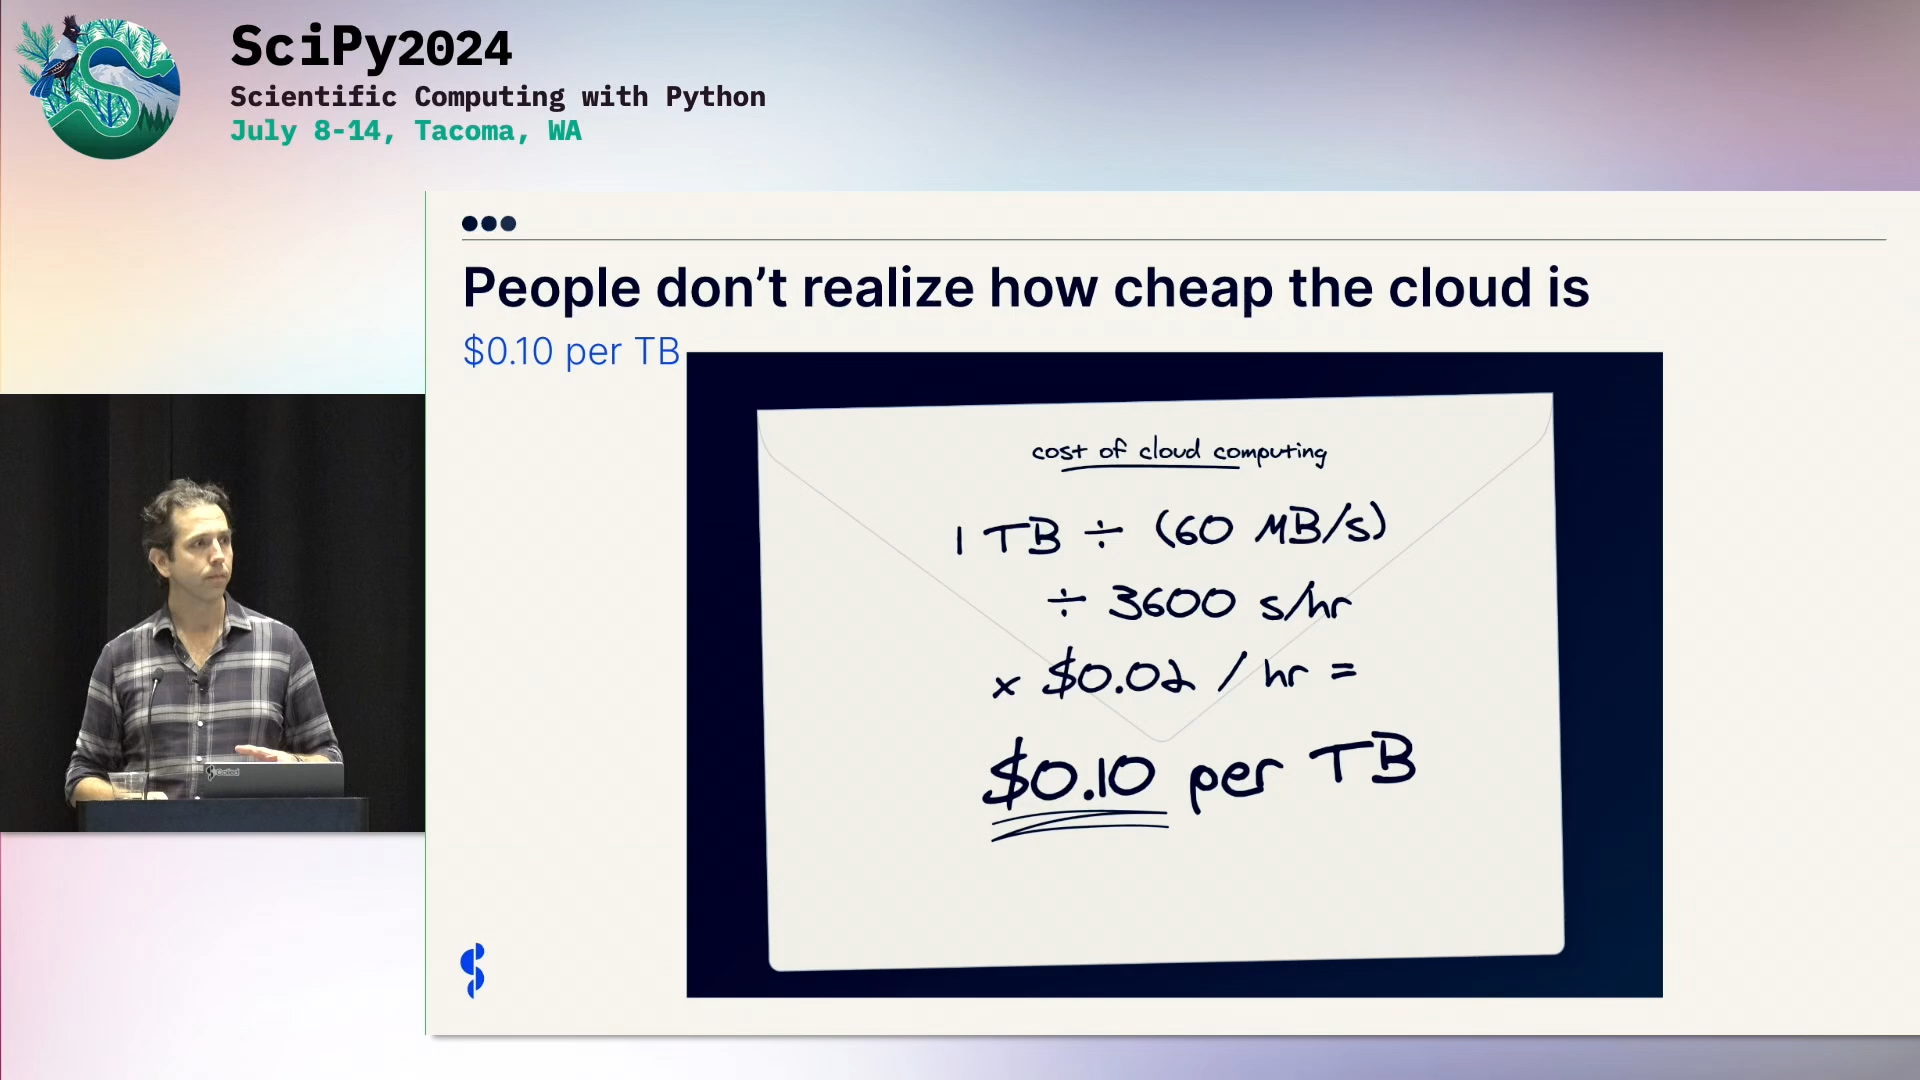 SciPy2024
Scientific Computing with Python
July 8-14, Tacoma, WA
People don’t realize how cheap the cloud is
$0.10 per TB
cost of cloud computing
1 TB ÷ (60 MB/s)
÷ 3600 s/hr
× $0.02 / hr =
$0.10 per TB